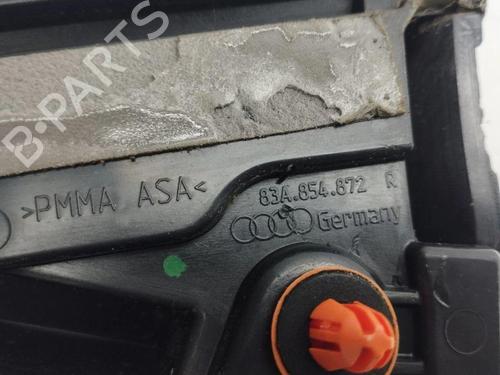 B-PARTS
>PMMA ASA<
83A.854.872 R
Germany